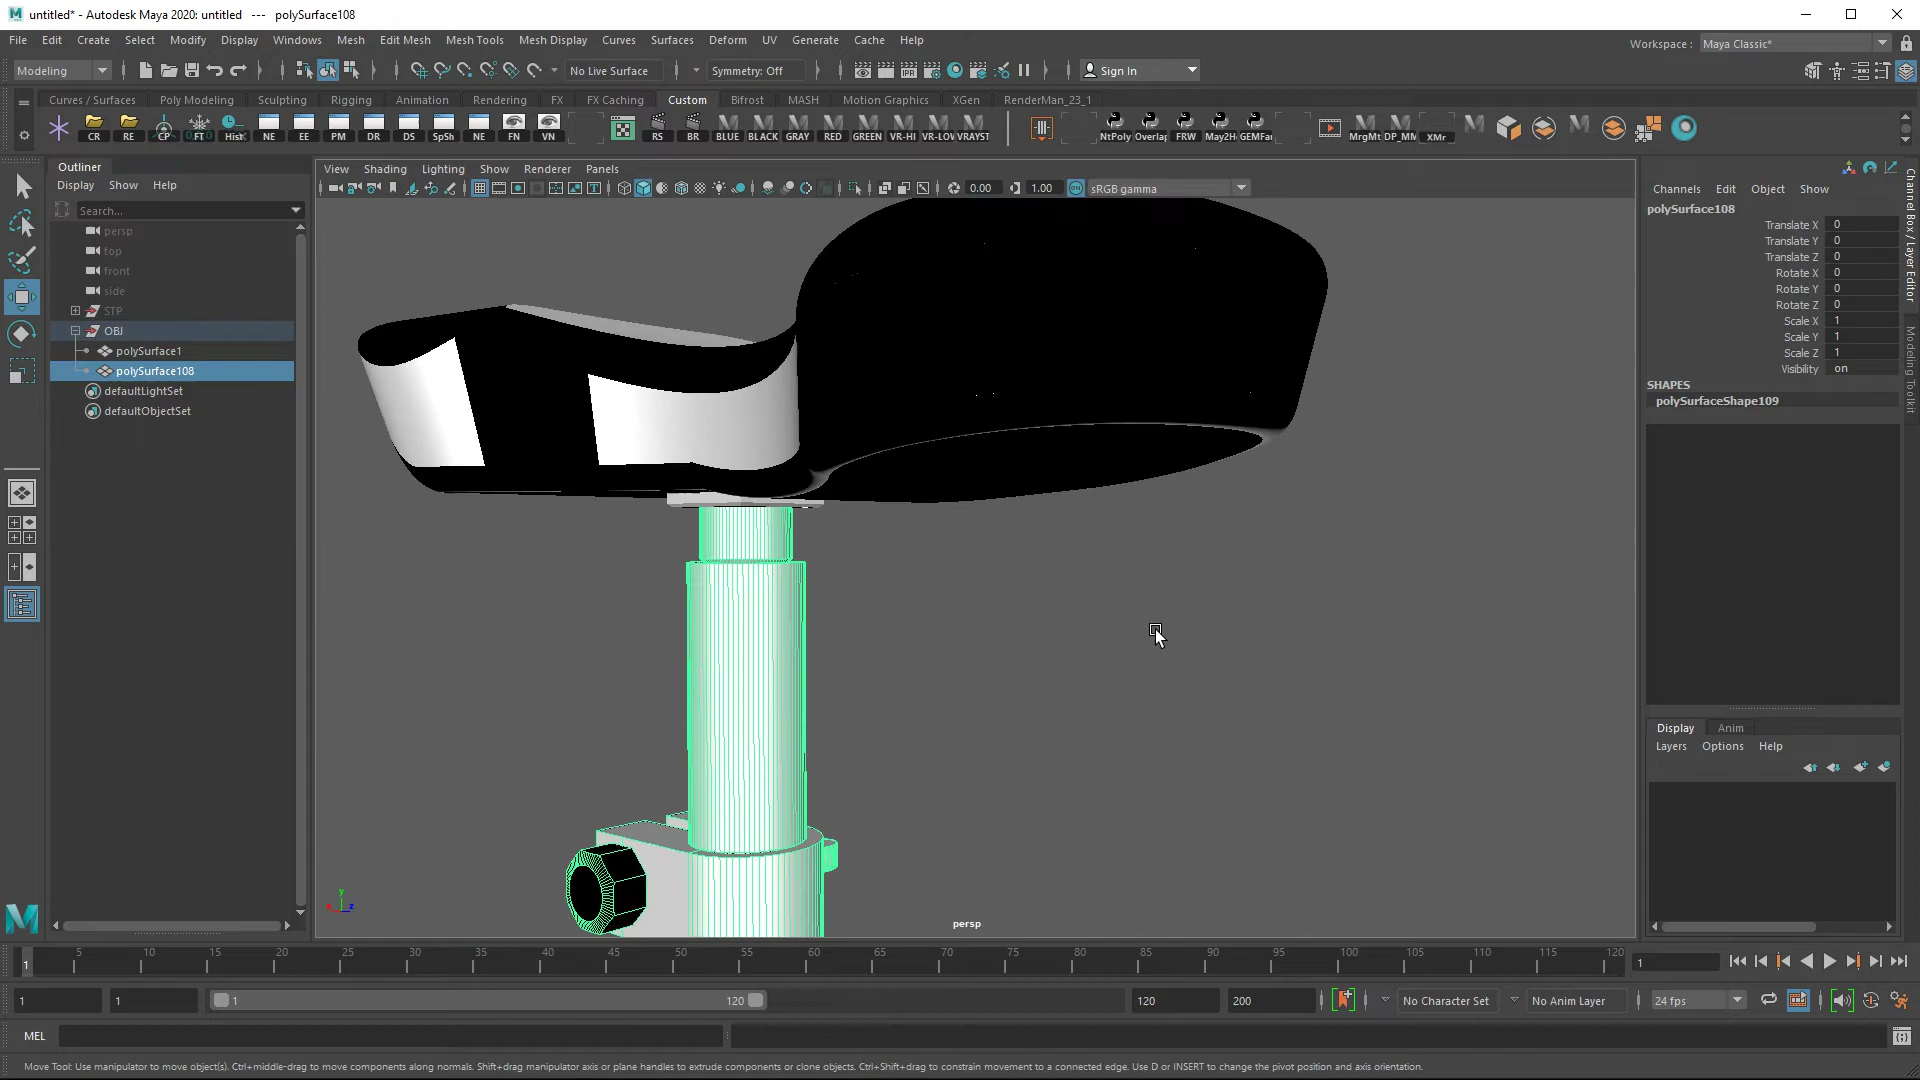 untitled* - Autodesk Maya 2020: untitled --- polySurface108
File Edit Create Select Modify Display Windows Mesh Edit Mesh Mesh Tools Mesh Display Curves Surfaces Deform UV Generate Cache Help
Workspace : Maya Classic*
Modeling No Live Surface Symmetry: Off Sign In
Curves / Surfaces Poly Modeling Sculpting Rigging Animation Rendering FX FX Caching Custom Bifrost MASH Motion Graphics XGen RenderMan_23_1
CR RE CP FT Hist NE EE PM DR DS SpSh NE FN VN RS BR BLUE BLACK GRAY RED GREEN VR-HI VR-LOV VRAYST NtPoly Overlap FRW May2H GEMFar MrgMt DP_MM XMr
Outliner
Display Show Help
Search...
persp
top
front
side
STP
OBJ
polySurface1
polySurface108
defaultLightSet
defaultObjectSet
View Shading Lighting Show Renderer Panels
0.00 1.00 sRGB gamma
persp
Channels Edit Object Show
polySurface108
Translate X 0
Translate Y 0
Translate Z 0
Rotate X 0
Rotate Y 0
Rotate Z 0
Scale X 1
Scale Y 1
Scale Z 1
Visibility on
SHAPES
polySurfaceShape109
Channel Box / Layer Editor
Modeling Toolkit
Display Anim
Layers Options Help
1 5 10 15 20 25 30 35 40 45 50 55 60 65 70 75 80 85 90 95 100 105 110 115 120 1
1 1 1 120 120 200 No Character Set No Anim Layer 24 fps
MEL
Move Tool: Use manipulator to move object(s). Ctrl+middle-drag to move components along normals. Shift+drag manipulator axis or plane handles to extrude components or clone objects. Ctrl+Shift+drag to constrain movement to a connected edge. Use D or INSERT to change the pivot position and axis orientation.